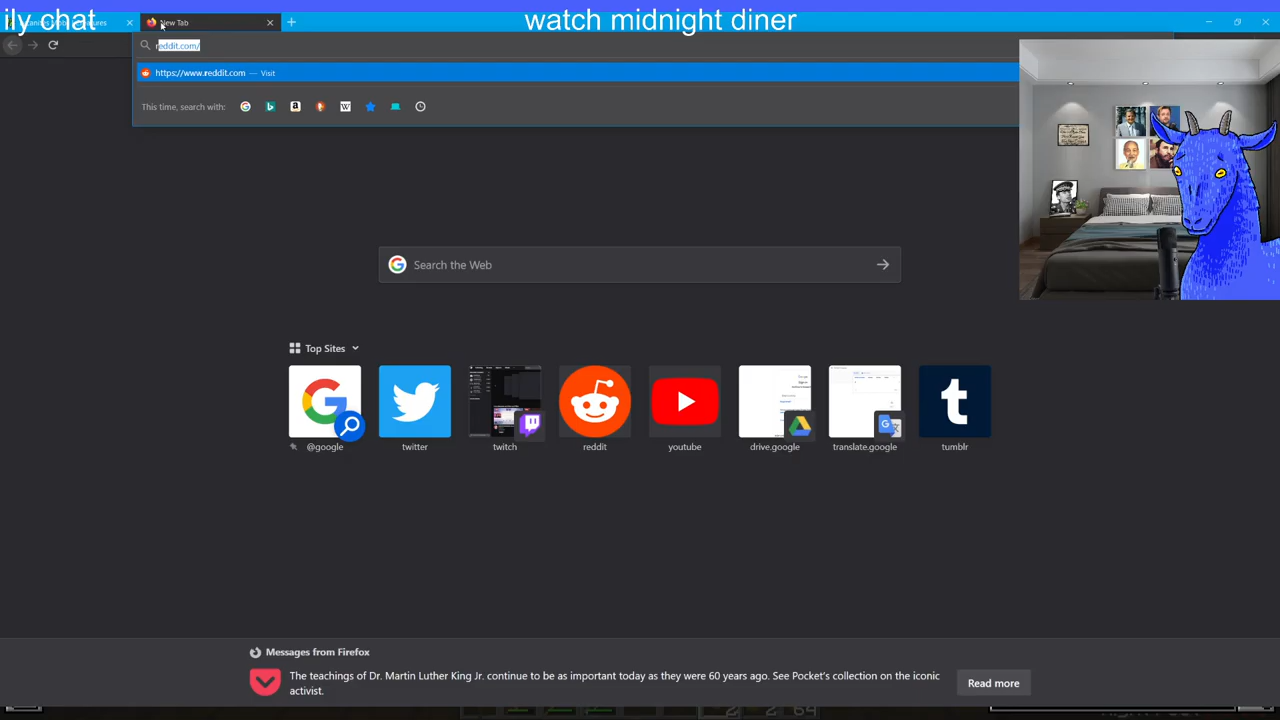 ily chat
watch midnight diner
New Tab
reddit.com/
https://www.reddit.com — Visit
This time, search with:
Search the Web
Top Sites
@google
twitter
twitch
reddit
youtube
drive.google
translate.google
tumblr
Messages from Firefox
The teachings of Dr. Martin Luther King Jr. continue to be as important today as they were 60 years ago. See Pocket's collection on the iconic
activist.
Read more